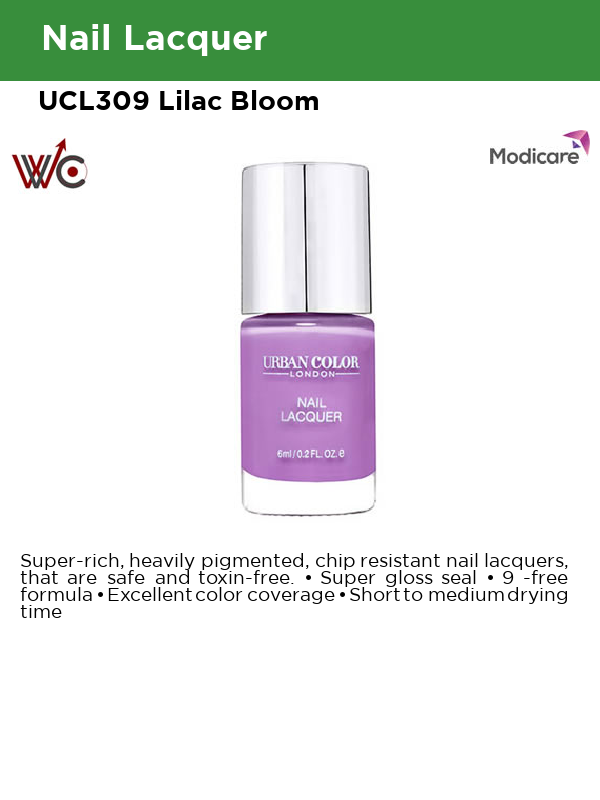 Nail Lacquer
UCL309 Lilac Bloom
WC
Modicare
URBAN COLOR
LONDON
NAIL
LACQUER
6ml/0.2 FL. OZ. e
Super-rich, heavily pigmented, chip resistant nail lacquers,
that are safe and toxin-free. • Super gloss seal • 9 -free
formula • Excellent color coverage • Short to medium drying
time